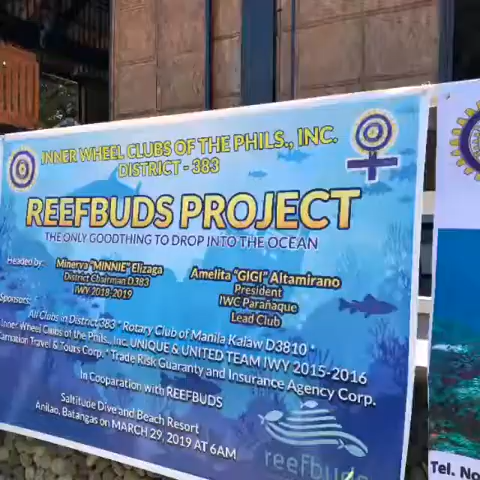 INNER WHEEL CLUBS OF THE PHILS., INC.
DISTRICT - 383
REEFBUDS PROJECT
THE ONLY GOODTHING TO DROP INTO THE OCEAN
Headed by:
Minerva "MINNIE" Elizaga
District Chairman D383
IWY 2018-2019
Amelita "GIGI" Altamirano
President
IWC Parañaque
Lead Club
Sponsors:
All Clubs in District 383 * Rotary Club of Manila Kalaw D3810 *
Inner Wheel Clubs of the Phils., Inc. UNIQUE & UNITED TEAM IWY 2015-2016
Travel & Tours Corp. * Trade Risk Guaranty and Insurance Agency Corp.
In Cooparation with REEFBUDS
Saltitude Dive and Beach Resort
Anilao, Batangas on MARCH 29, 2019 AT 6AM
reefbuds
Tel. No